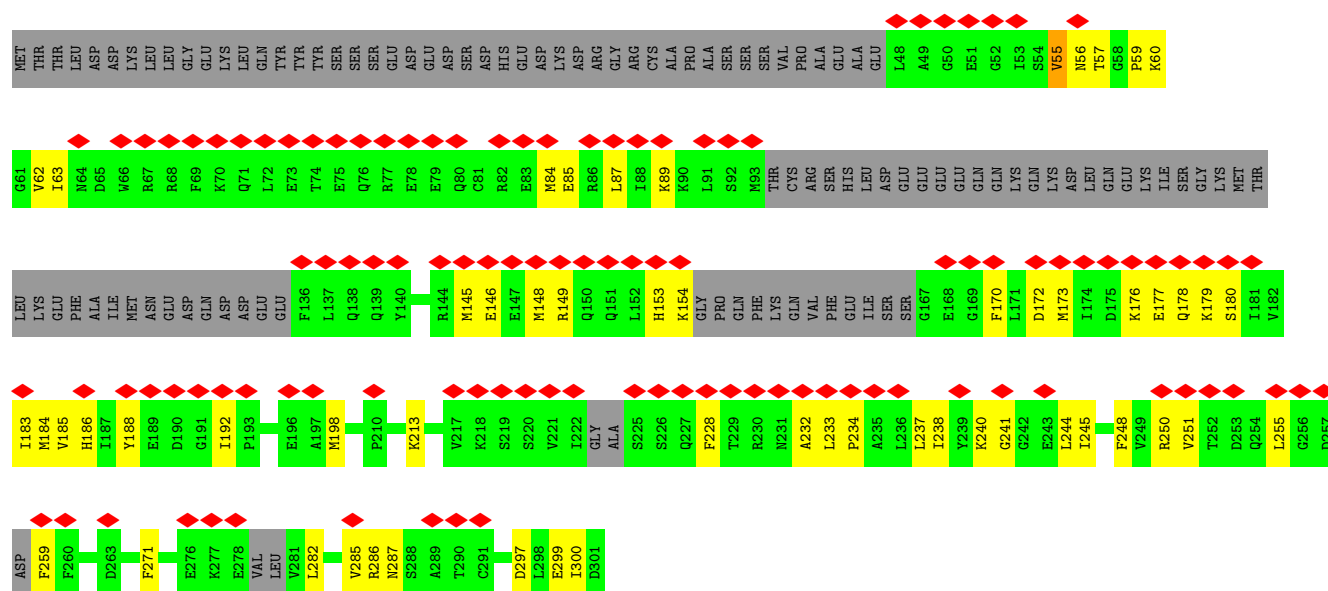 MET THR THR LEU ASP ASP LYS LEU LEU GLY GLU LYS LEU GLN TYR TYR TYR SER SER SER GLU ASP GLU ASP SER ASP HIS GLU ASP LYS ASP ARG GLY ARG CYS ALA PRO ALA SER SER SER VAL PRO ALA GLU ALA GLU L48 A49 G50 E51 G52 I53 S54 V55 N56 T57 G58 P59 K60
G61 V62 I63 N64 D65 W66 R67 R68 F69 K70 Q71 L72 E73 T74 E75 Q76 R77 E78 E79 Q80 C81 R82 E83 M84 E85 R86 L87 I88 K89 K90 L91 S92 M93 THR CYS ARG SER HIS LEU ASP GLU GLU GLU GLU GLN GLN LYS GLN LYS ASP LEU GLN GLU LYS ILE SER GLY LYS MET THR
LEU LYS GLU PHE ALA ILE MET ASN GLU ASP GLN ASP ASP GLU GLU F136 L137 Q138 Q139 Y140 R144 M145 E146 E147 M148 R149 Q150 Q151 L152 H153 K154 GLY PRO GLN PHE LYS GLN VAL PHE GLU ILE SER SER G167 E168 G169 F170 L171 D172 M173 I174 D175 K176 E177 Q178 K179 S180 I181 V182
I183 M184 V185 H186 I187 Y188 E189 D190 G191 I192 P193 E196 A197 M198 P210 K213 V217 K218 S219 S220 V221 I222 GLY ALA S225 S226 Q227 F228 T229 R230 N231 A232 L233 P234 A235 L236 L237 I238 Y239 K240 G241 G242 E243 L244 I245 F248 V249 R250 V251 T252 D253 Q254 L255 G256 D257
ASP F259 F260 D263 F271 E276 K277 E278 VAL LEU V281 L282 V285 R286 N287 S288 A289 T290 C291 D297 L298 E299 I300 D301